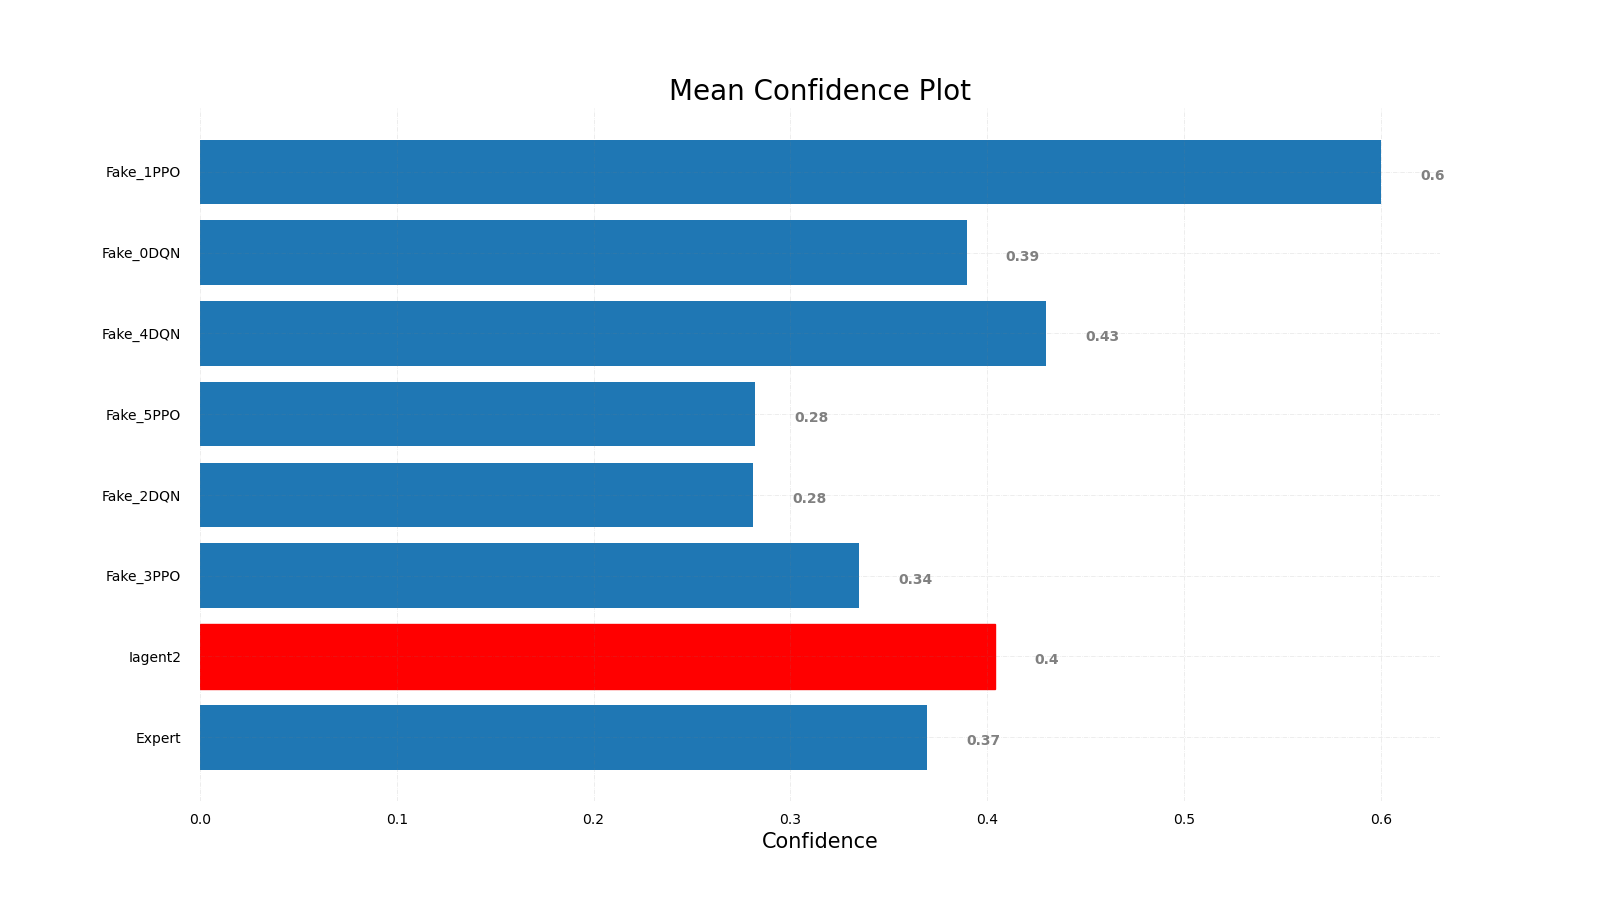 Mean Confidence Plot
Fake_1PPO 0.6
Fake_0DQN 0.39
Fake_4DQN 0.43
Fake_5PPO 0.28
Fake_2DQN 0.28
Fake_3PPO 0.34
Iagent2 0.4
Expert 0.37
0.0 0.1 0.2 0.3 0.4 0.5 0.6
Confidence